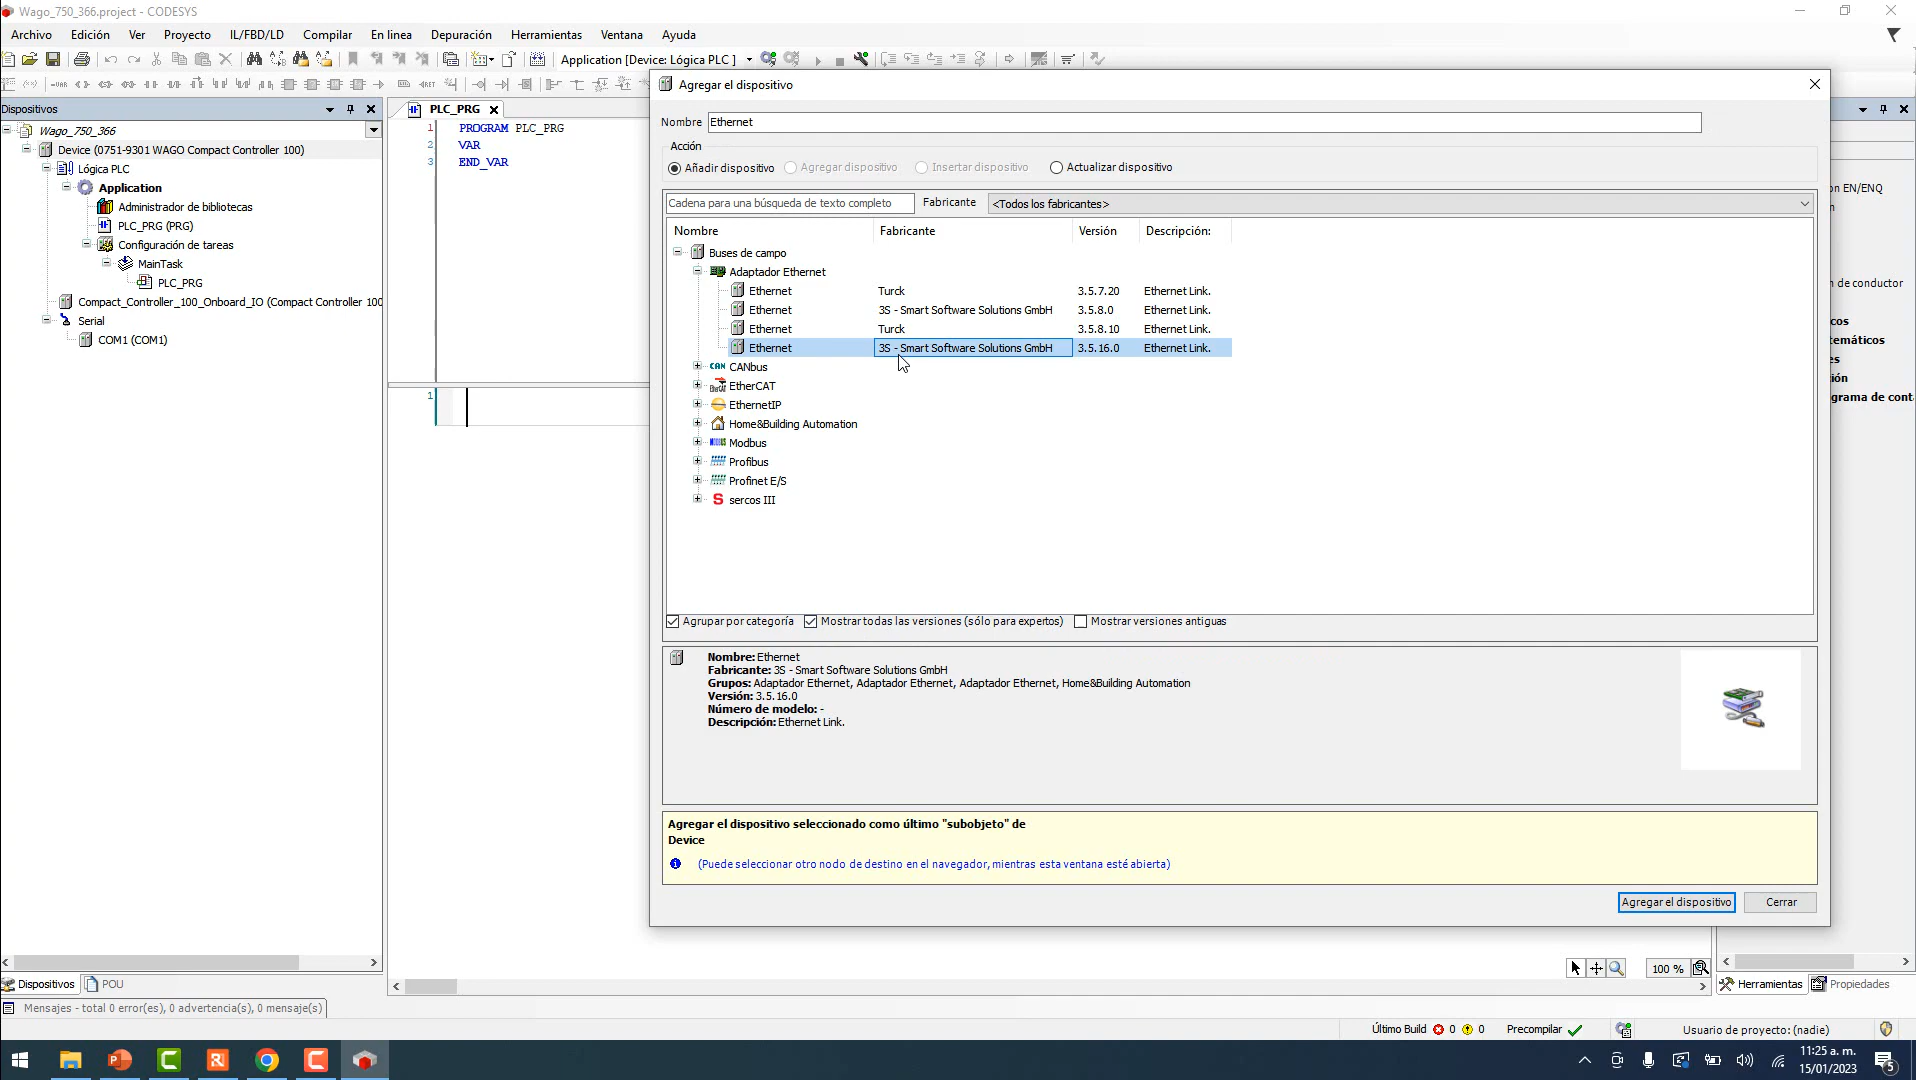 Wago_750_366.project - CODESYS
Archivo Edición Ver Proyecto IL/FBD/LD Compilar En linea Depuración Herramientas Ventana Ayuda
Application [Device: Lógica PLC ]
Dispositivos
Wago_750_366
Device (0751-9301 WAGO Compact Controller 100)
Lógica PLC
Application
Administrador de bibliotecas
PLC_PRG (PRG)
Configuración de tareas
MainTask
PLC_PRG
Compact_Controller_100_Onboard_IO (Compact Controller 100
Serial
COM1 (COM1)
PLC_PRG
1 PROGRAM PLC_PRG
2 VAR
3 END_VAR
1
Agregar el dispositivo
Nombre Ethernet
Acción
Añadir dispositivo Agregar dispositivo Insertar dispositivo Actualizar dispositivo
Cadena para una búsqueda de texto completo Fabricante <Todos los fabricantes>
Nombre Fabricante Versión Descripción:
Buses de campo
Adaptador Ethernet
Ethernet Turck 3.5.7.20 Ethernet Link.
Ethernet 3S - Smart Software Solutions GmbH 3.5.8.0 Ethernet Link.
Ethernet Turck 3.5.8.10 Ethernet Link.
Ethernet 3S - Smart Software Solutions GmbH 3.5.16.0 Ethernet Link.
CAN CANbus
EtherCAT
EthernetIP
Home&Building Automation
Modbus
Profibus
Profinet E/S
S sercos III
Agrupar por categoría Mostrar todas las versiones (sólo para expertos) Mostrar versiones antiguas
Nombre: Ethernet
Fabricante: 3S - Smart Software Solutions GmbH
Grupos: Adaptador Ethernet, Adaptador Ethernet, Adaptador Ethernet, Home&Building Automation
Versión: 3.5.16.0
Número de modelo: -
Descripción: Ethernet Link.
Agregar el dispositivo seleccionado como último "subobjeto" de
Device
(Puede seleccionar otro nodo de destino en el navegador, mientras esta ventana esté abierta)
Agregar el dispositivo Cerrar
on EN/ENQ
n de conductor
cos
temáticos
es
ión
grama de cont
100 %
Dispositivos POU
Herramientas Propiedades
Mensajes - total 0 error(es), 0 advertencia(s), 0 mensaje(s)
Último Build 0 0 Precompilar Usuario de proyecto: (nadie)
11:25 a. m.
15/01/2023
5